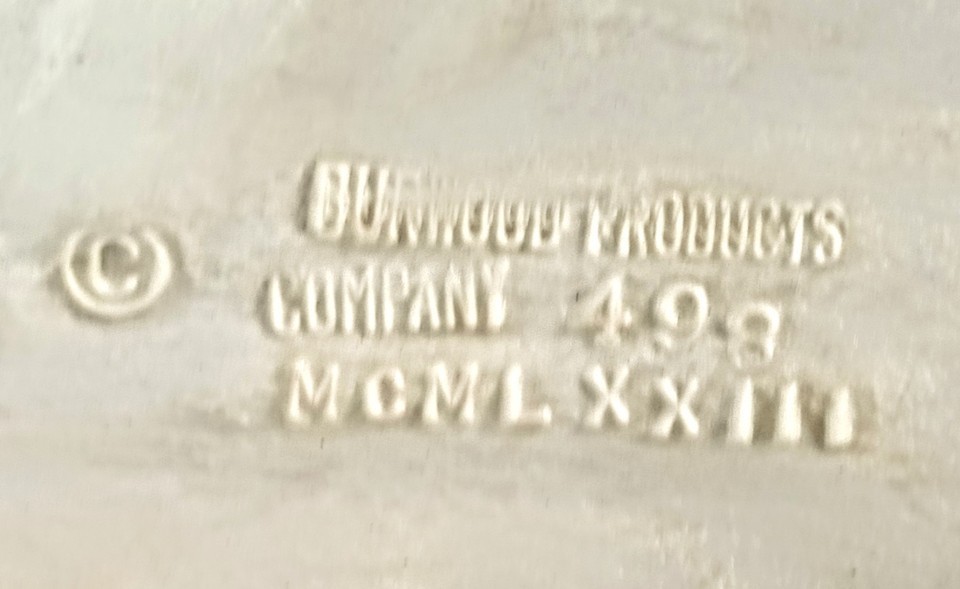 © BURWOOD PRODUCTS
COMPANY 498
MCMLXXIII